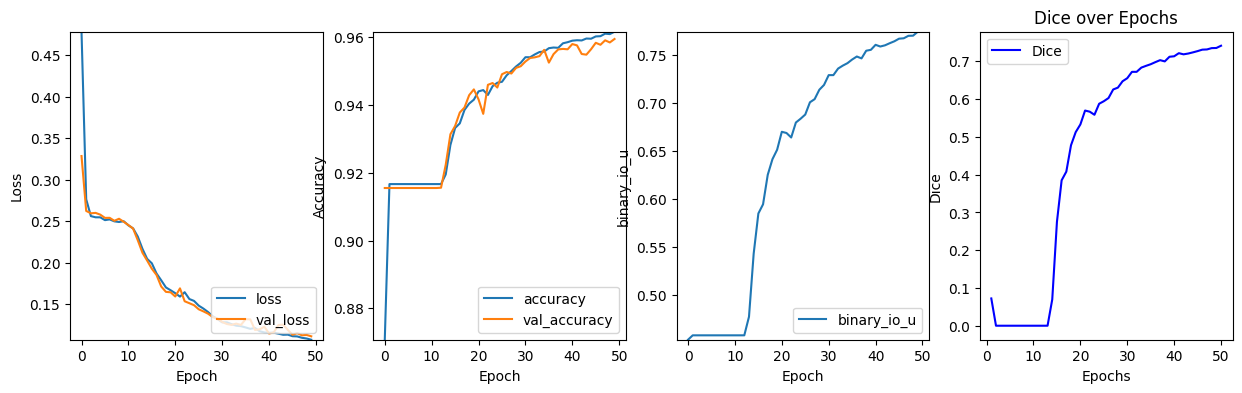 0.45
0.40
0.35
0.30
0.25
0.20
0.15
Loss
0 10 20 30 40 50
Epoch
loss
val_loss
0.96
0.94
0.92
0.90
0.88
Accuracy
0 10 20 30 40 50
Epoch
accuracy
val_accuracy
0.75
0.70
0.65
0.60
0.55
0.50
binary_io_u
0 10 20 30 40 50
Epoch
binary_io_u
Dice over Epochs
0.7
0.6
0.5
0.4
0.3
0.2
0.1
0.0
Dice
0 10 20 30 40 50
Epochs
Dice